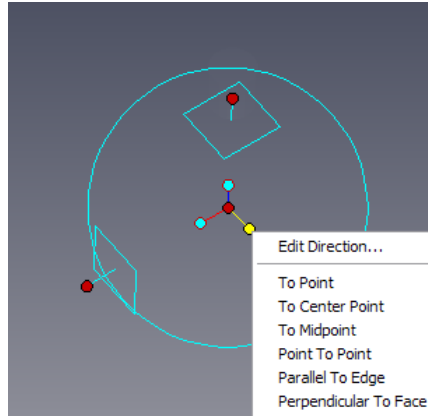 Edit Direction...
To Point
To Center Point
To Midpoint
Point To Point
Parallel To Edge
Perpendicular To Face